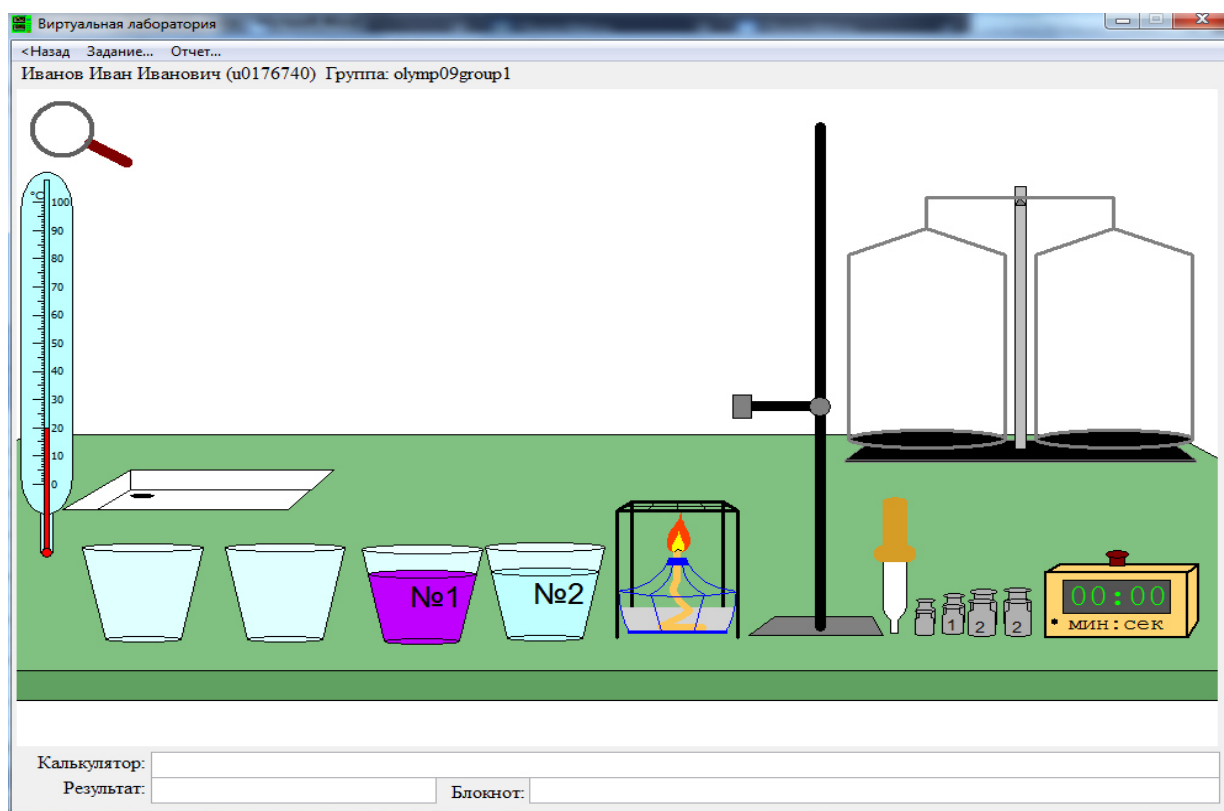 Виртуальная лаборатория
<Назад Задание... Отчет...
Иванов Иван Иванович (u0176740) Группа: olymp09group1
°C
100
90
80
70
60
50
40
30
20
10
0
№1
№2
1 2 2
00:00
мин:сек
Калькулятор:
Результат: Блокнот: